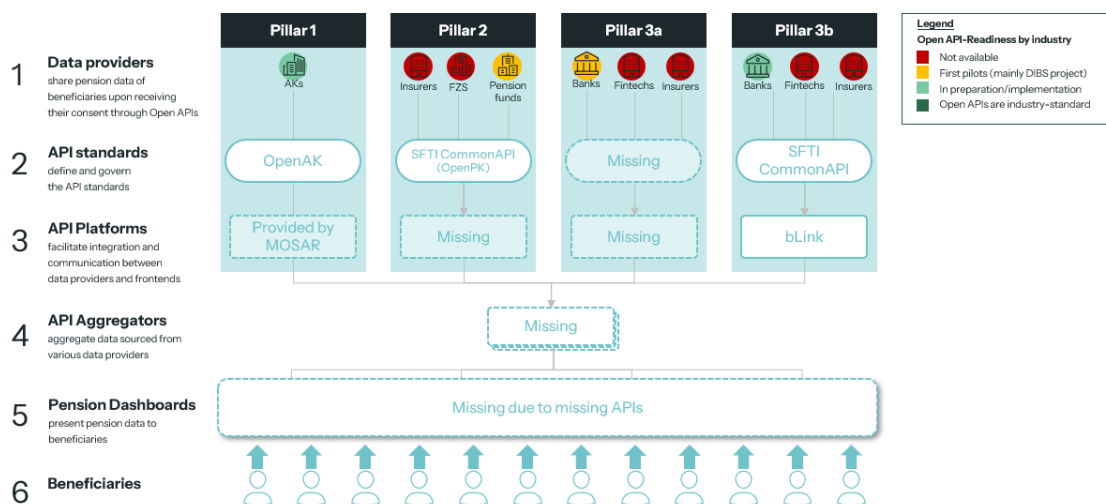 Pillar 1
Pillar 2
Pillar 3a
Pillar 3b
Legend
Open API-Readiness by industry
Not available
First pilots (mainly DIBS project)
In preparation/implementation
Open APIs are industry-standard
1
Data providers
share pension data of
beneficiaries upon receiving
their consent through Open APIs
AKs
Insurers
FZS
Pension
funds
Banks
Fintechs
Insurers
Banks
Fintechs
Insurers
2
API standards
define and govern
the API standards
OpenAK
SFTI CommonAPI
(OpenPK)
Missing
SFTI
CommonAPI
3
API Platforms
facilitate integration and
communication between
data providers and frontends
Provided by
MOSAR
Missing
Missing
bLink
4
API Aggregators
aggregate data sourced from
various data providers
Missing
5
Pension Dashboards
present pension data to
beneficiaries
Missing due to missing APIs
6
Beneficiaries